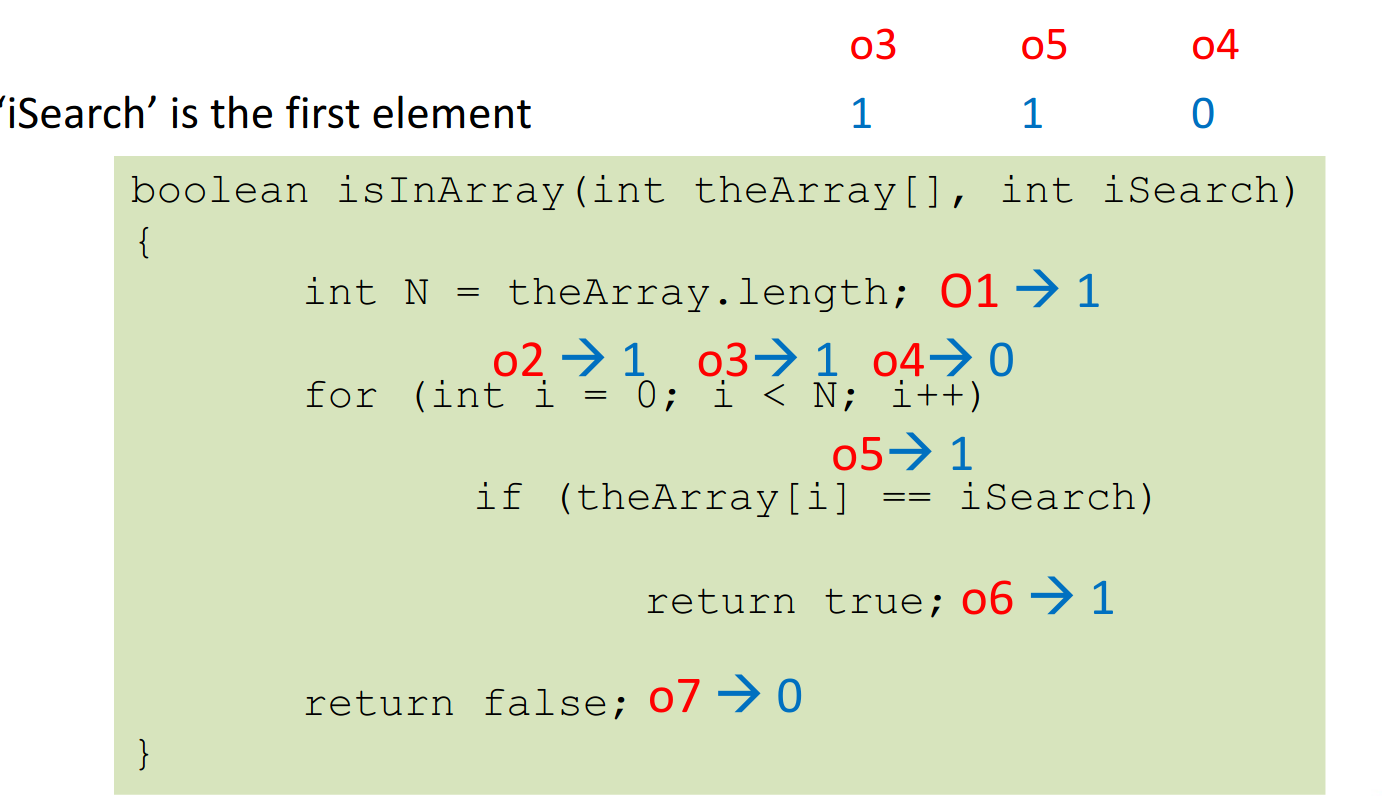 o3 o5 o4
‘iSearch’ is the first element 1 1 0
boolean isInArray(int theArray[], int iSearch)
{
int N = theArray.length; O1 → 1
o2 → 1 o3→ 1 o4→ 0
for (int i = 0; i < N; i++)
o5→ 1
if (theArray[i] == iSearch)
return true; o6 → 1
return false; o7 → 0
}